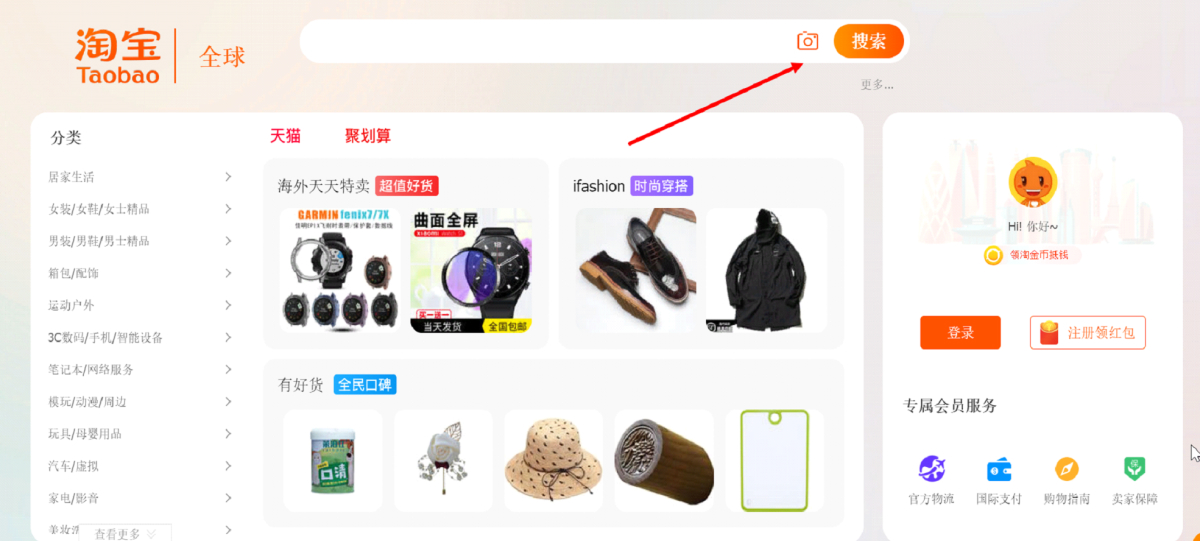 淘宝
Taobao
全球
搜索
更多...
分类
居家生活
女装/女鞋/女士精品
男装/男鞋/男士精品
箱包/配饰
运动户外
3C数码/手机/智能设备
笔记本/网络服务
模玩/动漫/周边
玩具/母婴用品
汽车/虚拟
家电/影音
查看更多
天猫
聚划算
海外天天特卖 超值好货
GARMIN fenix7/7X
曲面全屏
买一送一
当天发货
全国包邮
ifashion 时尚穿搭
有好货 全民口碑
口清
Hi! 你好~
领淘金币抵钱
登录
注册领红包
专属会员服务
官方物流
国际支付
购物指南
卖家保障